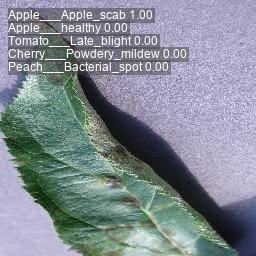 Apple___Apple_scab 1.00
Apple___healthy 0.00
Tomato___Late_blight 0.00
Cherry___Powdery_mildew 0.00
Peach___Bacterial_spot 0.00